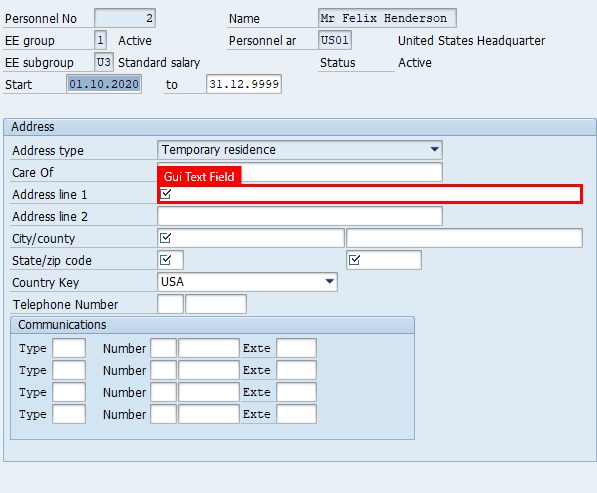 Personnel No 2 Name Mr Felix Henderson
EE group 1 Active Personnel ar US01 United States Headquarter
EE subgroup U3 Standard salary Status Active
Start 01.10.2020 to 31.12.9999
Address
Address type Temporary residence
Care Of
Gui Text Field
Address line 1
Address line 2
City/county
State/zip code
Country Key USA
Telephone Number
Communications
Type Number Exte
Type Number Exte
Type Number Exte
Type Number Exte